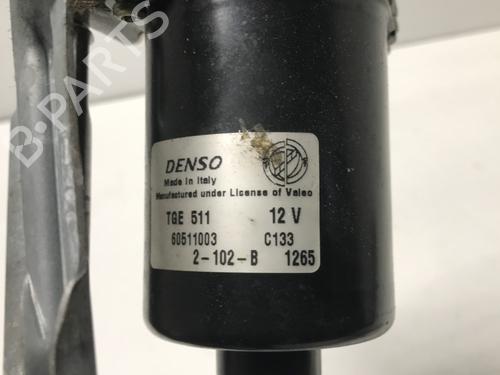 B-PARTS
DENSO
Made in Italy
Manufactured under License of Valeo
TGE 511 12 V
60511003 C133
2-102-B 1265